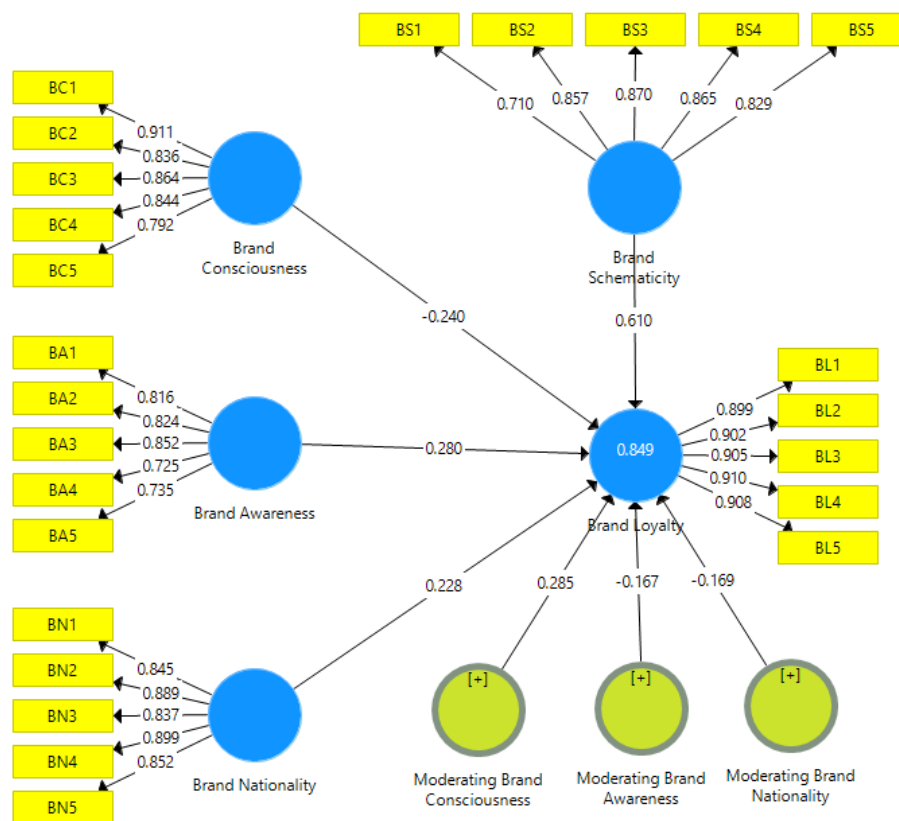 BS1
BS2
BS3
BS4
BS5
0.710
0.857
0.870
0.865
0.829
BC1
BC2
BC3
BC4
BC5
0.911
0.836
0.864
0.844
0.792
Brand
Consciousness
Brand
Schematicity
-0.240
0.610
BA1
BA2
BA3
BA4
BA5
0.816
0.824
0.852
0.725
0.735
Brand Awareness
0.280
0.849
Brand Loyalty
0.899
0.902
0.905
0.910
0.908
BL1
BL2
BL3
BL4
BL5
0.228
0.285
-0.167
-0.169
BN1
BN2
BN3
BN4
BN5
0.845
0.889
0.837
0.899
0.852
Brand Nationality
[+]
[+]
[+]
Moderating Brand
Consciousness
Moderating Brand
Awareness
Moderating Brand
Nationality